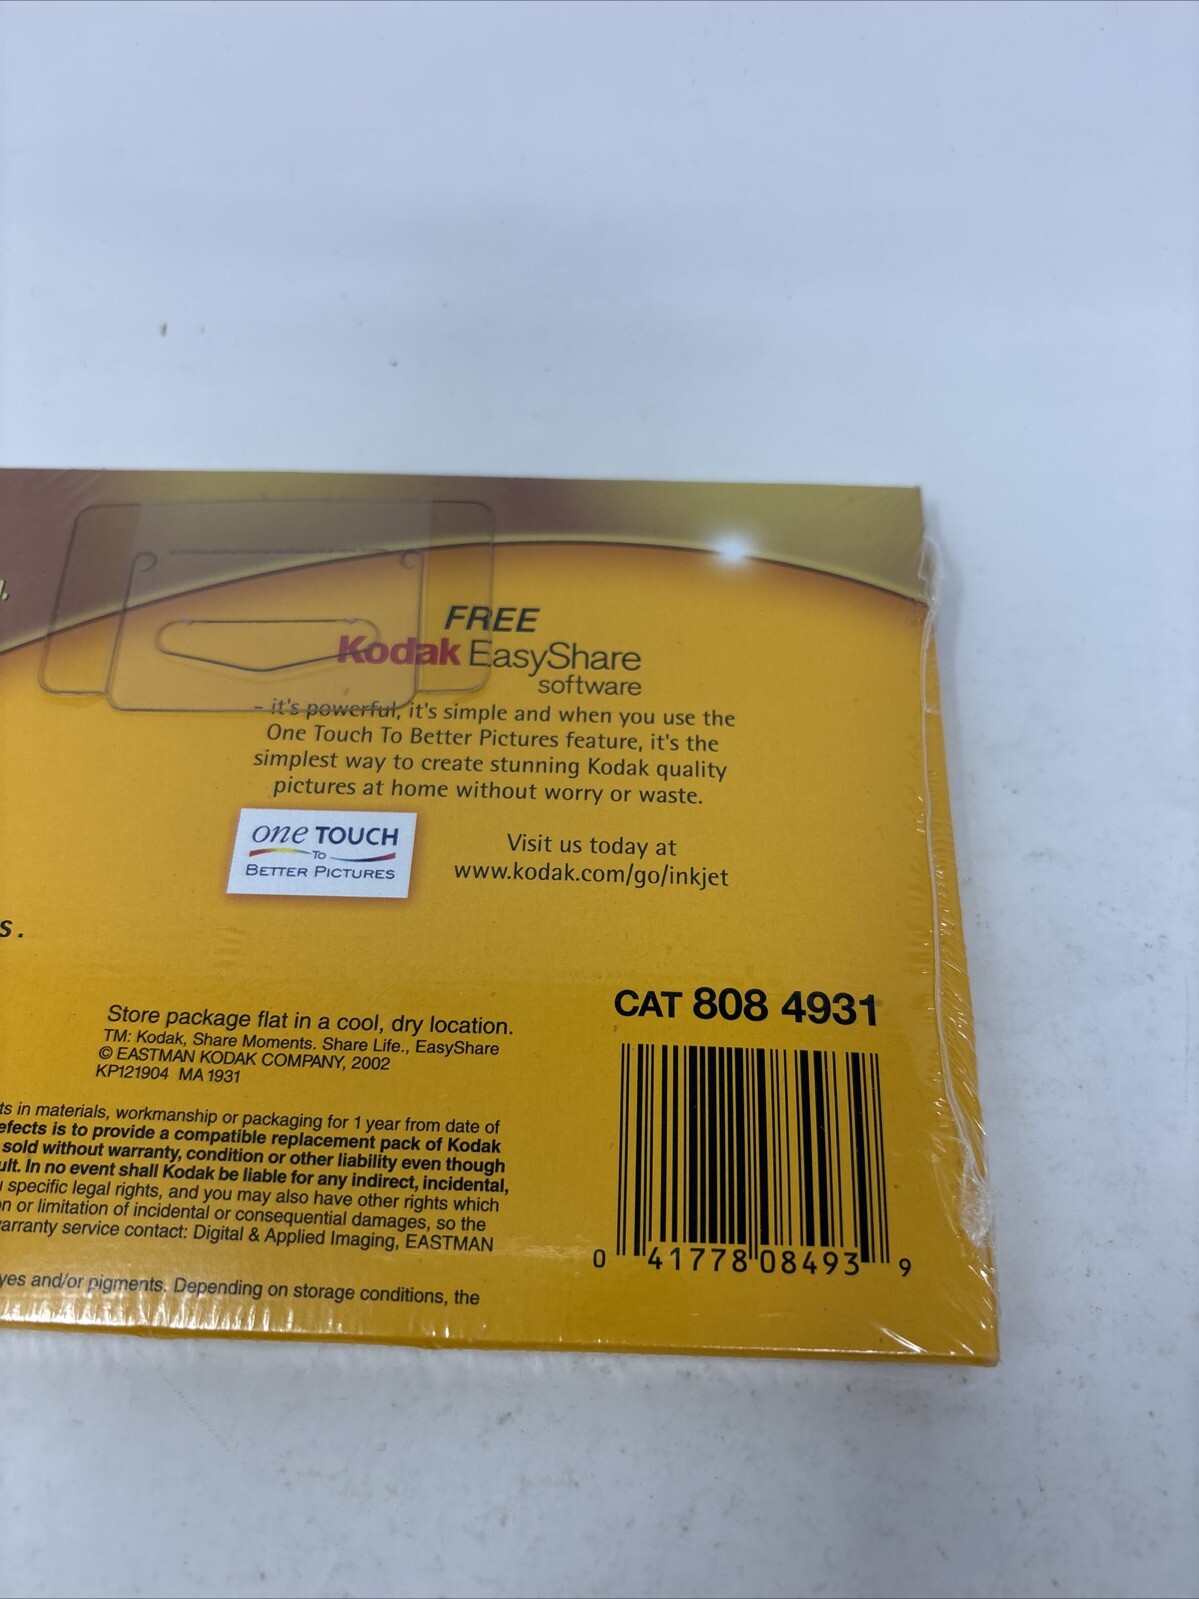 FREE
Kodak EasyShare
software
- it's powerful, it's simple and when you use the
One Touch To Better Pictures feature, it's the
simplest way to create stunning Kodak quality
pictures at home without worry or waste.
one TOUCH
TO
BETTER PICTURES
Visit us today at
www.kodak.com/go/inkjet
s.
CAT 808 4931
Store package flat in a cool, dry location.
TM: Kodak, Share Moments. Share Life., EasyShare
© EASTMAN KODAK COMPANY, 2002
KP121904 MA1931
ts in materials, workmanship or packaging for 1 year from date of
efects is to provide a compatible replacement pack of Kodak
sold without warranty, condition or other liability even though
ult. In no event shall Kodak be liable for any indirect, incidental,
specific legal rights, and you may also have other rights which
n or limitation of incidental or consequential damages, so the
arranty service contact: Digital & Applied Imaging, EASTMAN
yes and/or pigments. Depending on storage conditions, the
0 41778 08493 9